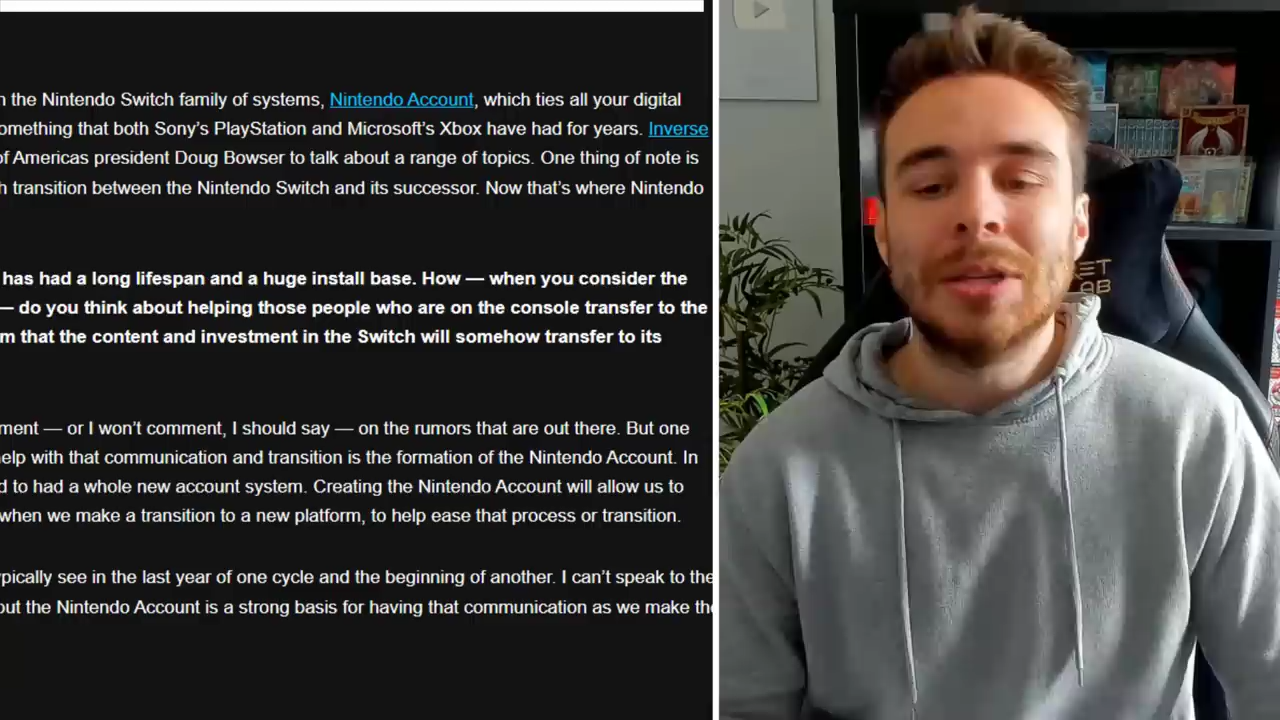 n the Nintendo Switch family of systems, Nintendo Account, which ties all your digital
omething that both Sony's PlayStation and Microsoft's Xbox have had for years. Inverse
of Americas president Doug Bowser to talk about a range of topics. One thing of note is
h transition between the Nintendo Switch and its successor. Now that's where Nintendo
has had a long lifespan and a huge install base. How — when you consider the
— do you think about helping those people who are on the console transfer to the
m that the content and investment in the Switch will somehow transfer to its
ment — or I won't comment, I should say — on the rumors that are out there. But one
elp with that communication and transition is the formation of the Nintendo Account. In
d to had a whole new account system. Creating the Nintendo Account will allow us to
when we make a transition to a new platform, to help ease that process or transition.
ypically see in the last year of one cycle and the beginning of another. I can't speak to the
out the Nintendo Account is a strong basis for having that communication as we make the